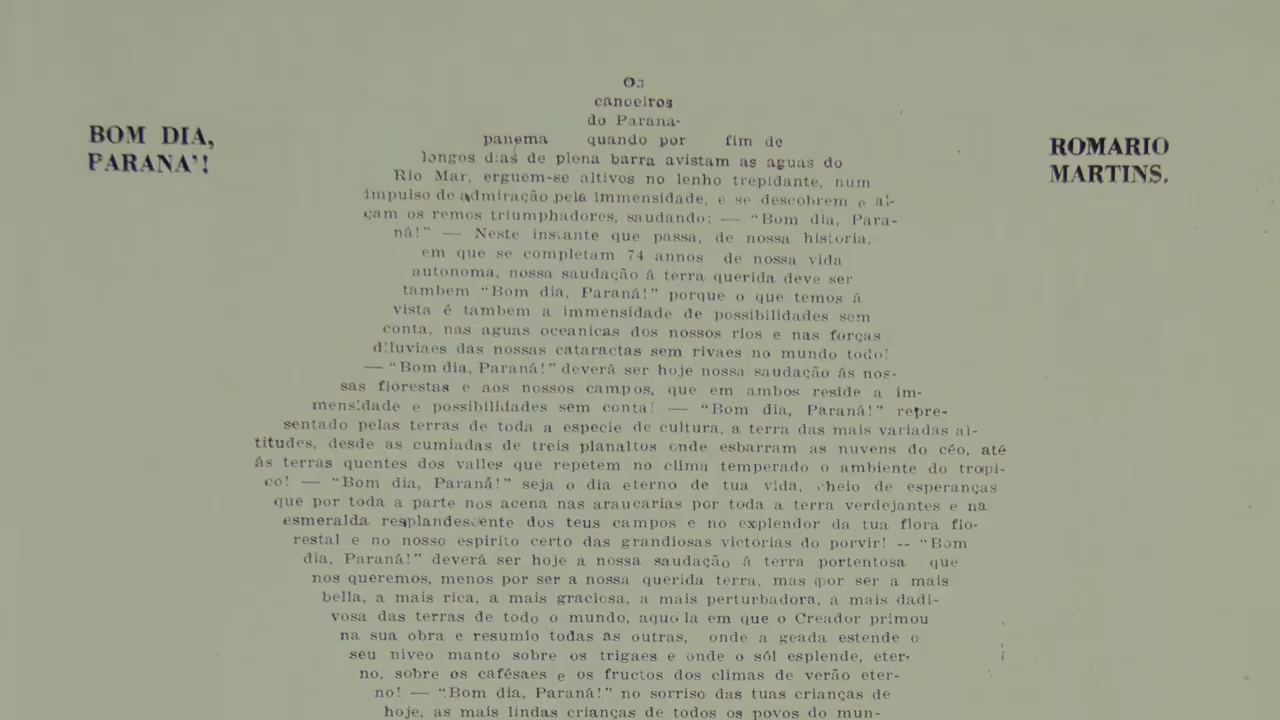 BOM DIA,
PARANA'!
ROMARIO
MARTINS.
Os
canoeiros
do Parana-
panema quando por fim de
longos dias de plena barra avistam as aguas do
Rio Mar, erguem-se altivos no lenho trepidante, num
impulso de admiração pela immensidade, e se descobrem e al-
çam os remos triumphadores, saudando: — "Bom dia, Para-
ná!" — Neste instante que passa, de nossa historia,
em que se completam 74 annos de nossa vida
autonoma, nossa saudação á terra querida deve ser
tambem "Bom dia, Paraná!" porque o que temos á
vista é tambem a immensidade de possibilidades sem
conta, nas aguas oceanicas dos nossos rios e nas forças
diluviaes das nossas cataractas sem rivaes no mundo todo!
— "Bom dia, Paraná!" deverá ser hoje nossa saudação ás nos-
sas florestas e aos nossos campos, que em ambos reside a im-
mensidade e possibilidades sem conta! — "Bom dia, Paraná!" repre-
sentado pelas terras de toda a especie de cultura, a terra das mais variadas al-
titudes, desde as cumiadas de treis planaltos onde esbarram as nuvens do céo, até
ás terras quentes dos valles que repetem no clima temperado o ambiente do tropi-
co! — "Bom dia, Paraná!" seja o dia eterno de tua vida, cheio de esperanças
que por toda a parte nos acena nas araucarias por toda a terra verdejantes e na
esmeralda resplandescente dos teus campos e no explendor da tua flora flo-
restal e no nosso espirito certo das grandiosas victorias do porvir! -- "Bom
dia, Paraná!" deverá ser hoje a nossa saudação á terra portentosa que
nos queremos, menos por ser a nossa querida terra, mas por ser a mais
bella, a mais rica, a mais graciosa, a mais perturbadora, a mais dadi-
vosa das terras de todo o mundo, aquela em que o Creador primou
na sua obra e resumio todas as outras, onde a geada estende o
seu niveo manto sobre os trigaes e onde o sól esplende, eter-
no, sobre os cafésaes e os fructos dos climas de verão eter-
no! — "Bom dia, Paraná!" no sorriso das tuas crianças de
hoje, as mais lindas crianças de todos os povos do mun-